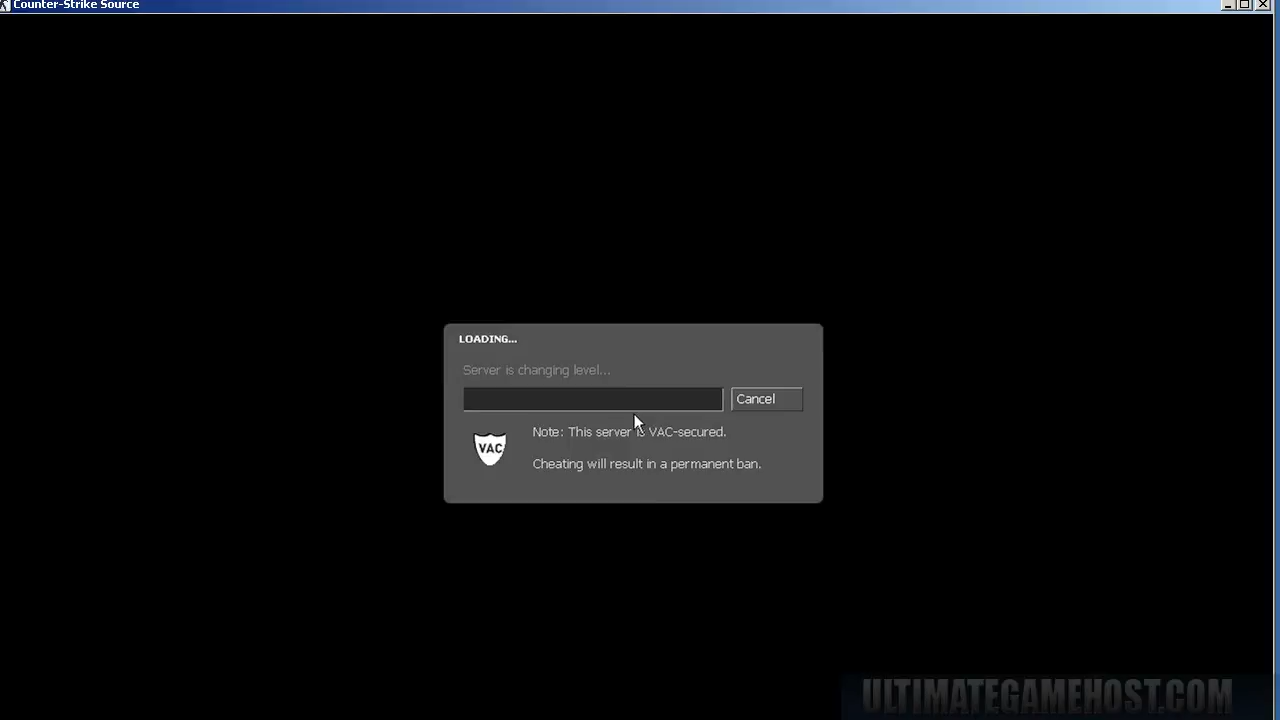 Counter-Strike Source
LOADING...
Server is changing level...
Cancel
Note: This server is VAC-secured.
VAC
Cheating will result in a permanent ban.
ULTIMATEGAMEHOST.COM